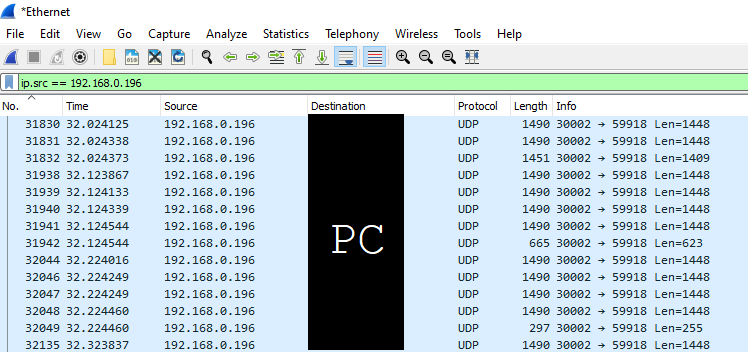 *Ethernet
File Edit View Go Capture Analyze Statistics Telephony Wireless Tools Help
ip.src == 192.168.0.196
No. Time Source Destination Protocol Length Info
31830 32.024125 192.168.0.196 UDP 1490 30002 → 59918 Len=1448
31831 32.024338 192.168.0.196 UDP 1490 30002 → 59918 Len=1448
31832 32.024373 192.168.0.196 UDP 1451 30002 → 59918 Len=1409
31938 32.123867 192.168.0.196 UDP 1490 30002 → 59918 Len=1448
31939 32.124133 192.168.0.196 UDP 1490 30002 → 59918 Len=1448
31940 32.124339 192.168.0.196 UDP 1490 30002 → 59918 Len=1448
31941 32.124544 192.168.0.196 UDP 1490 30002 → 59918 Len=1448
PC
31942 32.124544 192.168.0.196 UDP 665 30002 → 59918 Len=623
32044 32.224016 192.168.0.196 UDP 1490 30002 → 59918 Len=1448
32046 32.224249 192.168.0.196 UDP 1490 30002 → 59918 Len=1448
32047 32.224249 192.168.0.196 UDP 1490 30002 → 59918 Len=1448
32048 32.224460 192.168.0.196 UDP 1490 30002 → 59918 Len=1448
32049 32.224460 192.168.0.196 UDP 297 30002 → 59918 Len=255
32135 32.323837 192.168.0.196 UDP 1490 30002 → 59918 Len=1448